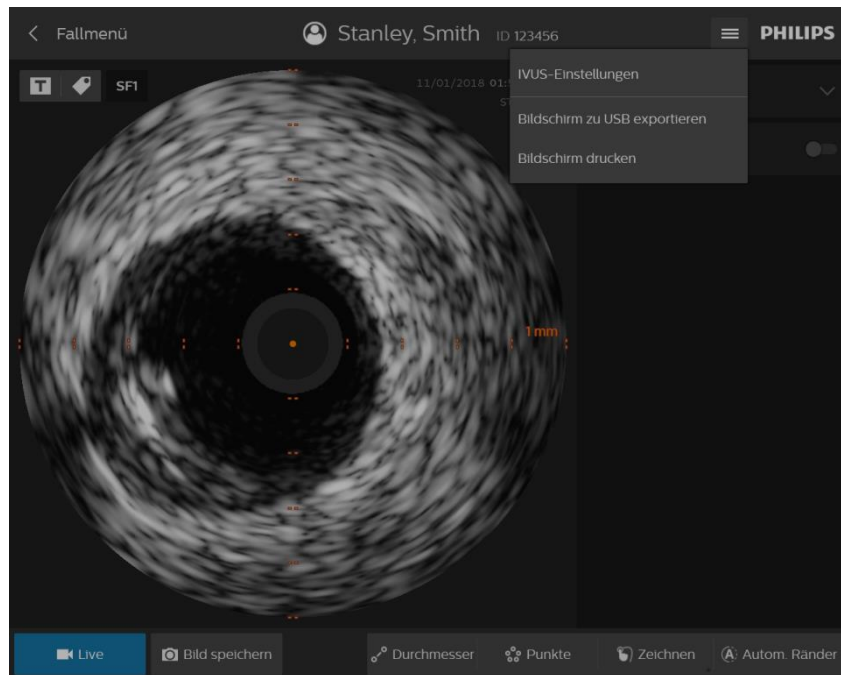 Fallmenü
Stanley, Smith ID 123456
PHILIPS
T
SF1
11/01/2018 01:
IVUS-Einstellungen
Bildschirm zu USB exportieren
Bildschirm drucken
1 mm
Live
Bild speichern
Durchmesser
Punkte
Zeichnen
A Autom. Ränder